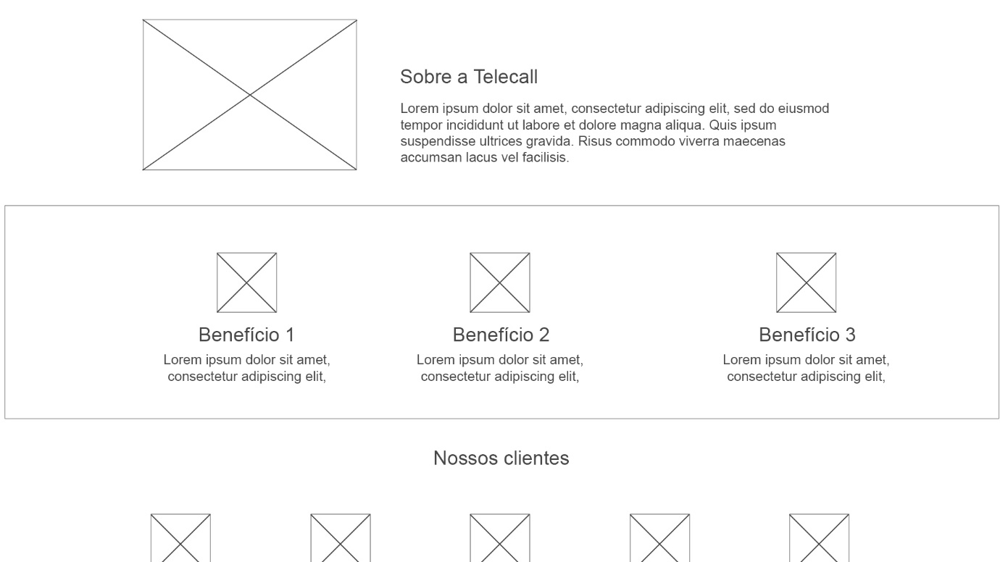 Sobre a Telecall
Lorem ipsum dolor sit amet, consectetur adipiscing elit, sed do eiusmod
tempor incididunt ut labore et dolore magna aliqua. Quis ipsum
suspendisse ultrices gravida. Risus commodo viverra maecenas
accumsan lacus vel facilisis.
Benefício 1
Lorem ipsum dolor sit amet,
consectetur adipiscing elit,
Benefício 2
Lorem ipsum dolor sit amet,
consectetur adipiscing elit,
Benefício 3
Lorem ipsum dolor sit amet,
consectetur adipiscing elit,
Nossos clientes